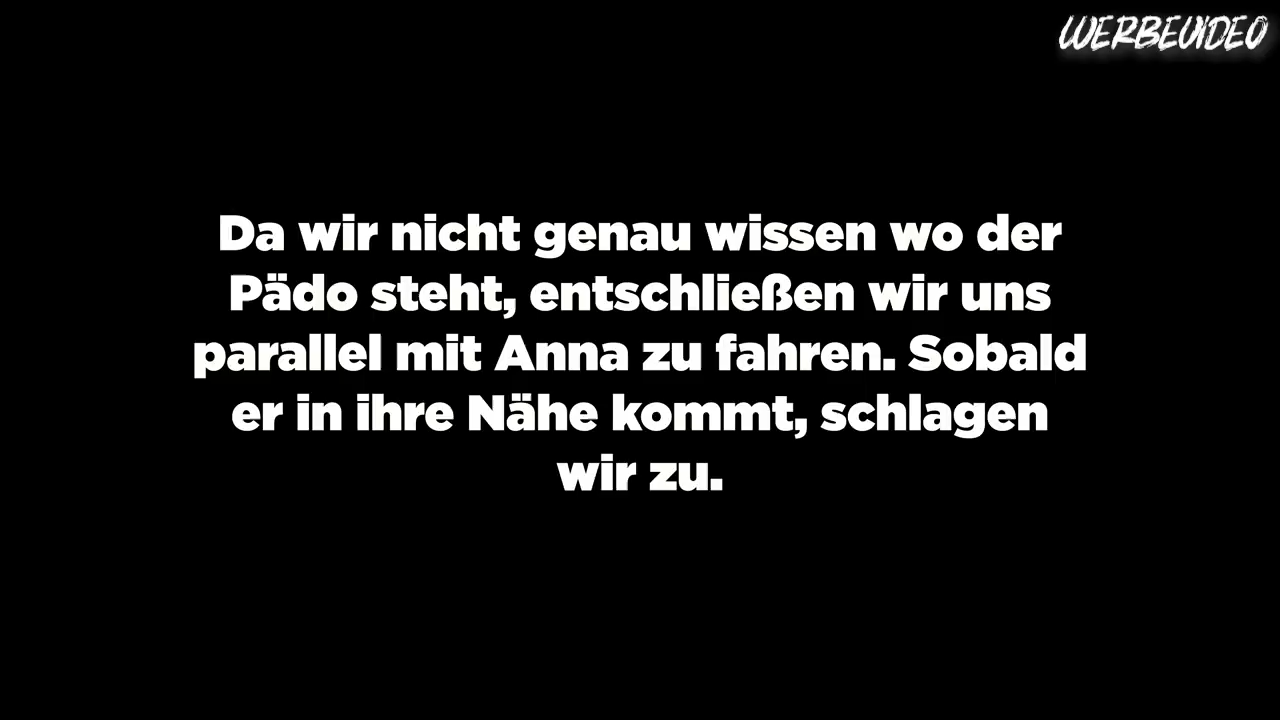 WERBEVIDEO
Da wir nicht genau wissen wo der
Pädo steht, entschließen wir uns
parallel mit Anna zu fahren. Sobald
er in ihre Nähe kommt, schlagen
wir zu.